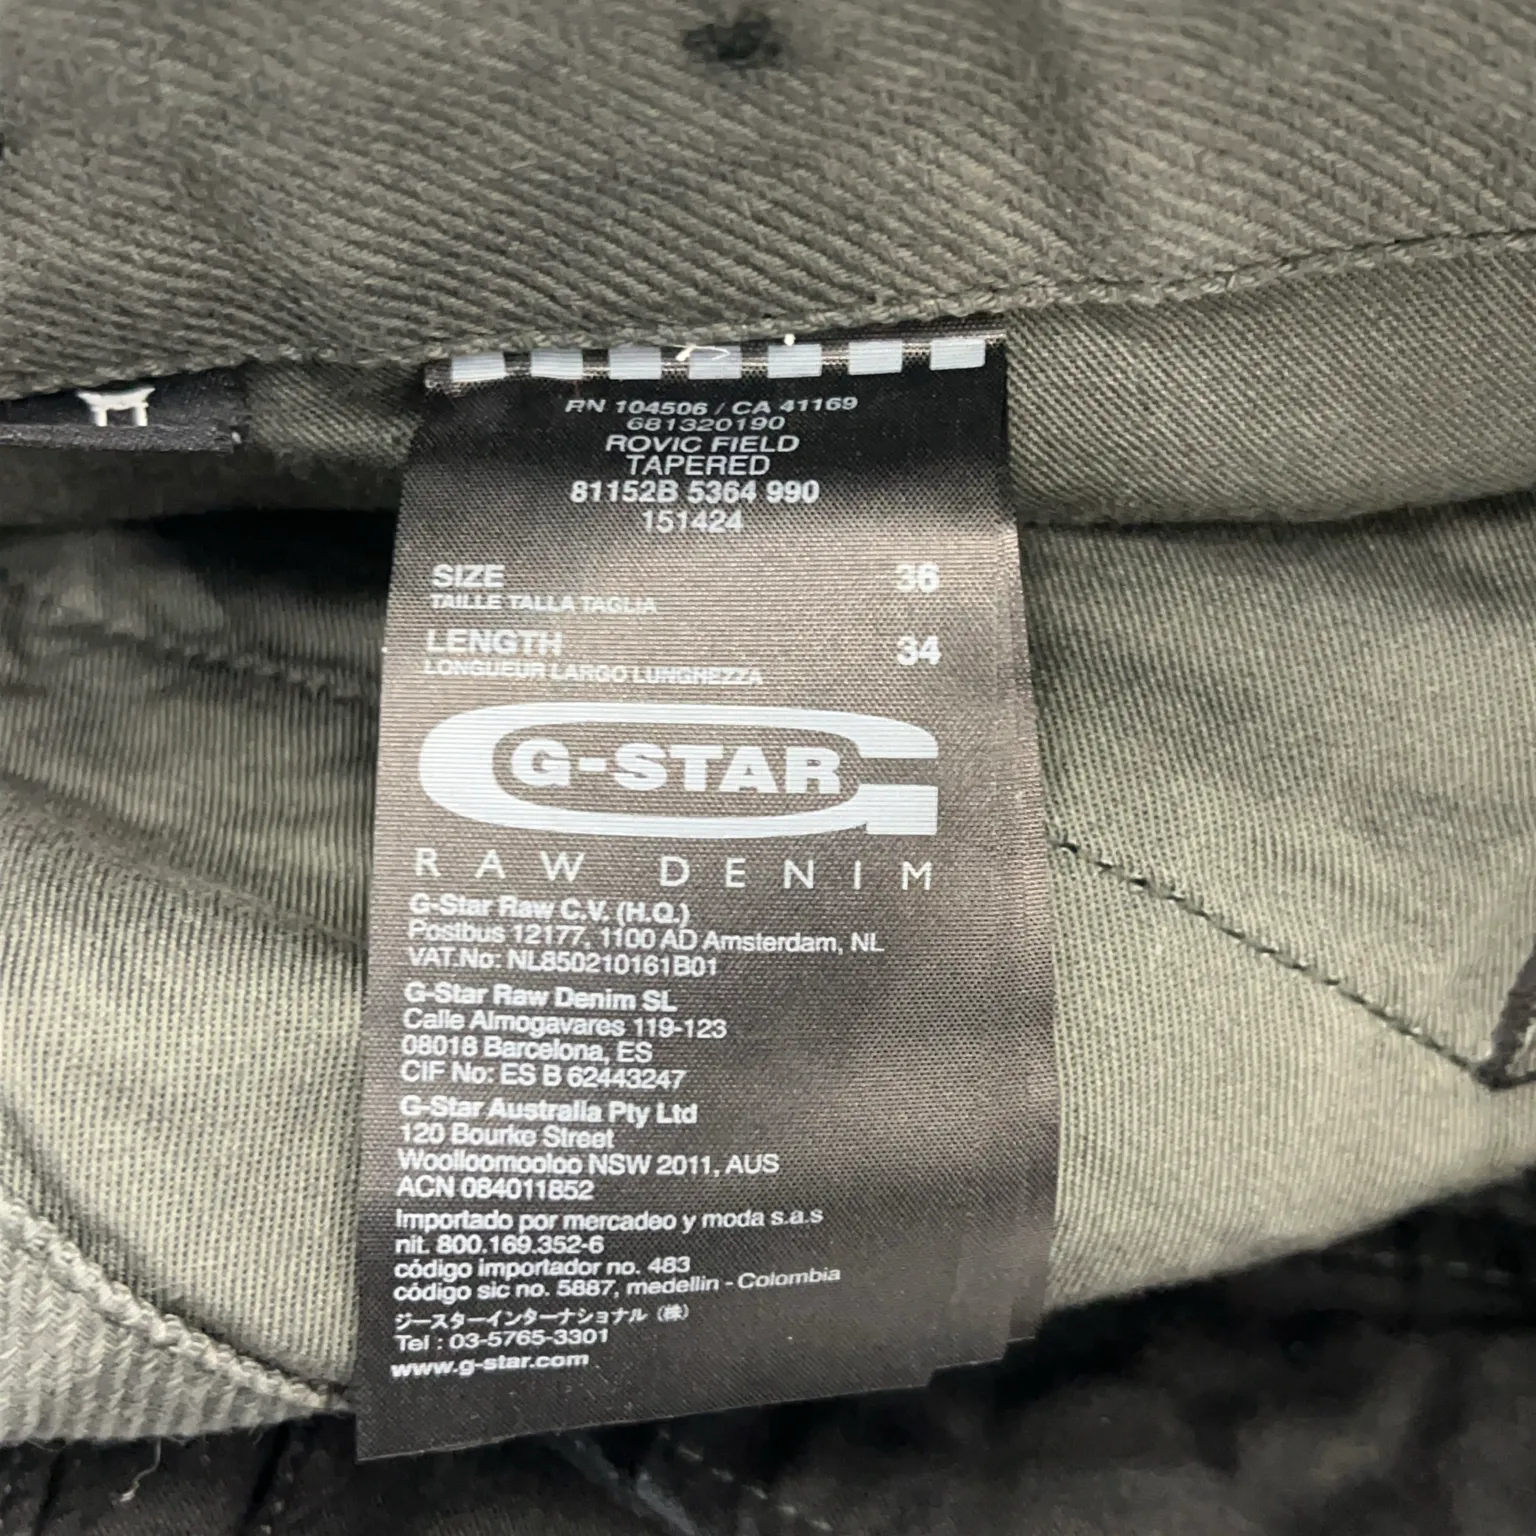 RN 104506 / CA 41169
681320190
ROVIC FIELD
TAPERED
81152B 5364 990
151424
SIZE 36
TAILLE TALLA TAGLIA
LENGTH 34
LONGUEUR LARGO LUNGHEZZA
G-STAR
RAW DENIM
G-Star Raw C.V. (H.Q.)
Postbus 12177, 1100 AD Amsterdam, NL
VAT.No: NL850210161B01
G-Star Raw Denim SL
Calle Almogavares 119-123
08018 Barcelona, ES
CIF No: ES B 62443247
G-Star Australia Pty Ltd
120 Bourke Street
Woolloomooloo NSW 2011, AUS
ACN 084011852
Importado por mercadeo y moda s.a.s
nit. 800.169.352-6
código importador no. 483
código sic no. 5887, medellin - Colombia
ジースターインターナショナル（株）
Tel : 03-5765-3301
www.g-star.com